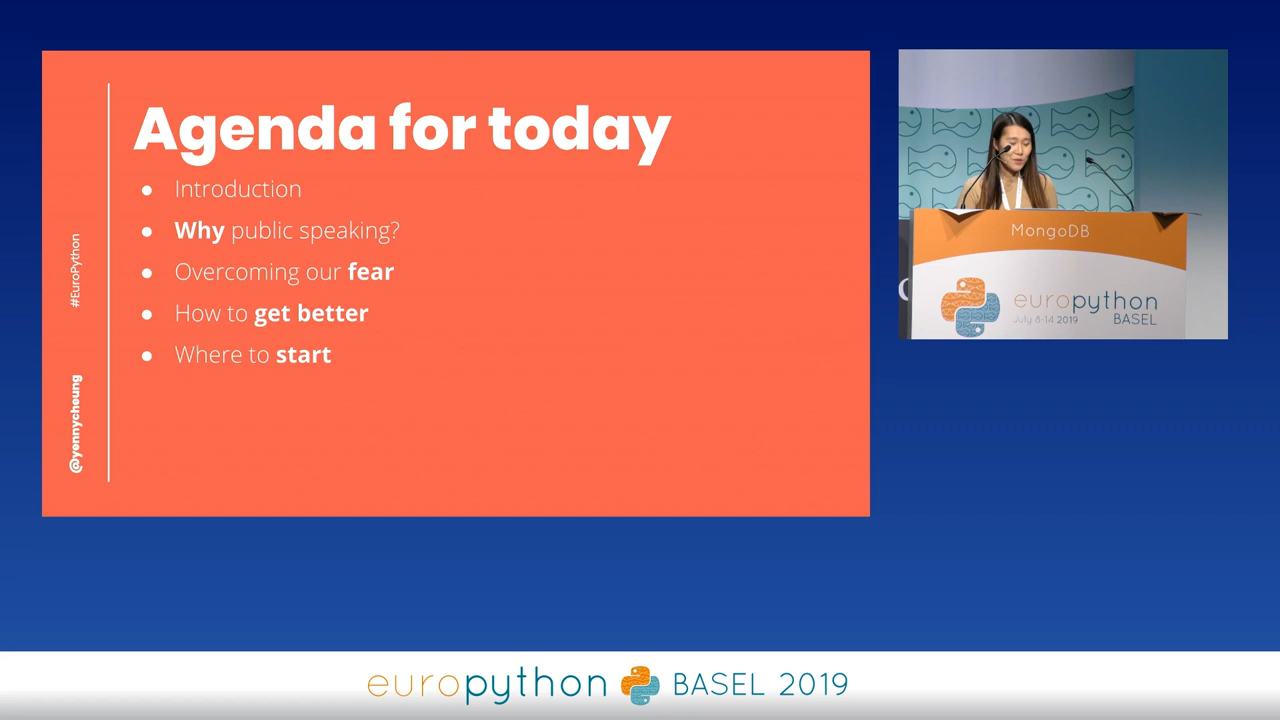 Agenda for today
● Introduction
● Why public speaking?
● Overcoming our fear
● How to get better
● Where to start
#EuroPython
@yennycheung
MongoDB
europython
July 8-14 2019 BASEL
europython BASEL 2019